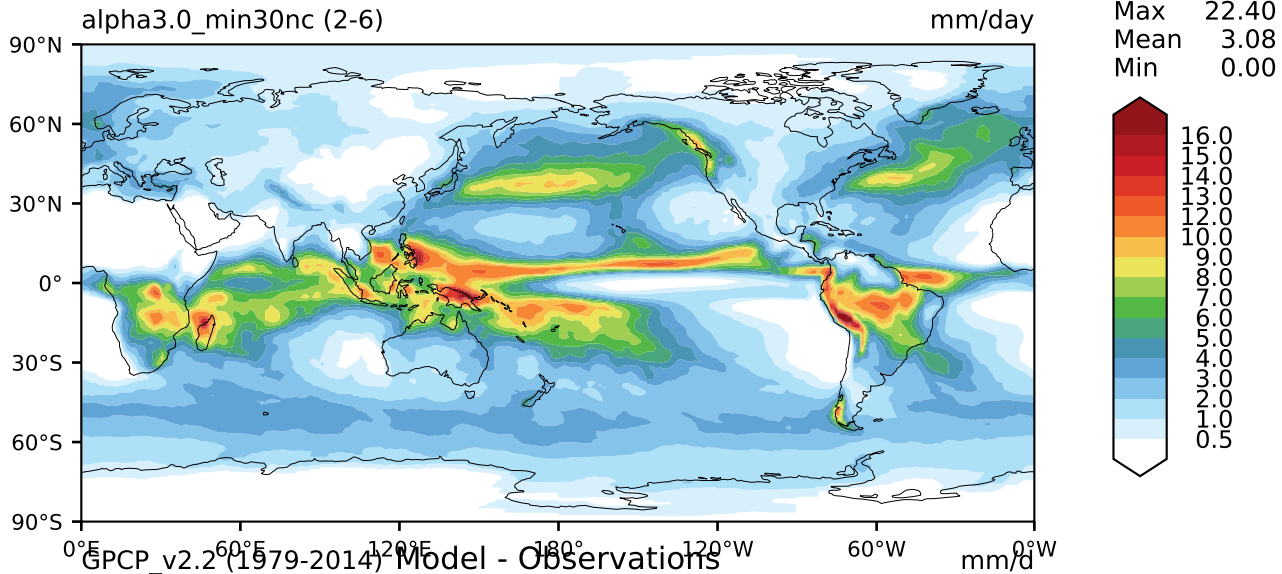 alpha3.0_min30nc (2-6) mm/day
Max 22.40
Mean 3.08
Min 0.00
90°N
60°N
30°N
0°
30°S
60°S
90°S
16.0
15.0
14.0
13.0
12.0
10.0
9.0
8.0
7.0
6.0
5.0
4.0
3.0
2.0
1.0
0.5
0°E 60°E 120°E 180° 120°W 60°W 0°W
GPCP_v2.2 (1979-2014) Model - Observations mm/d